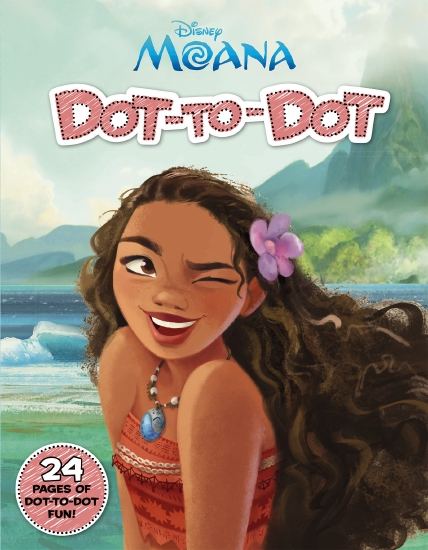 Disney
MOANA
DOT-TO-DOT
24
PAGES OF
DOT-TO-DOT
FUN!